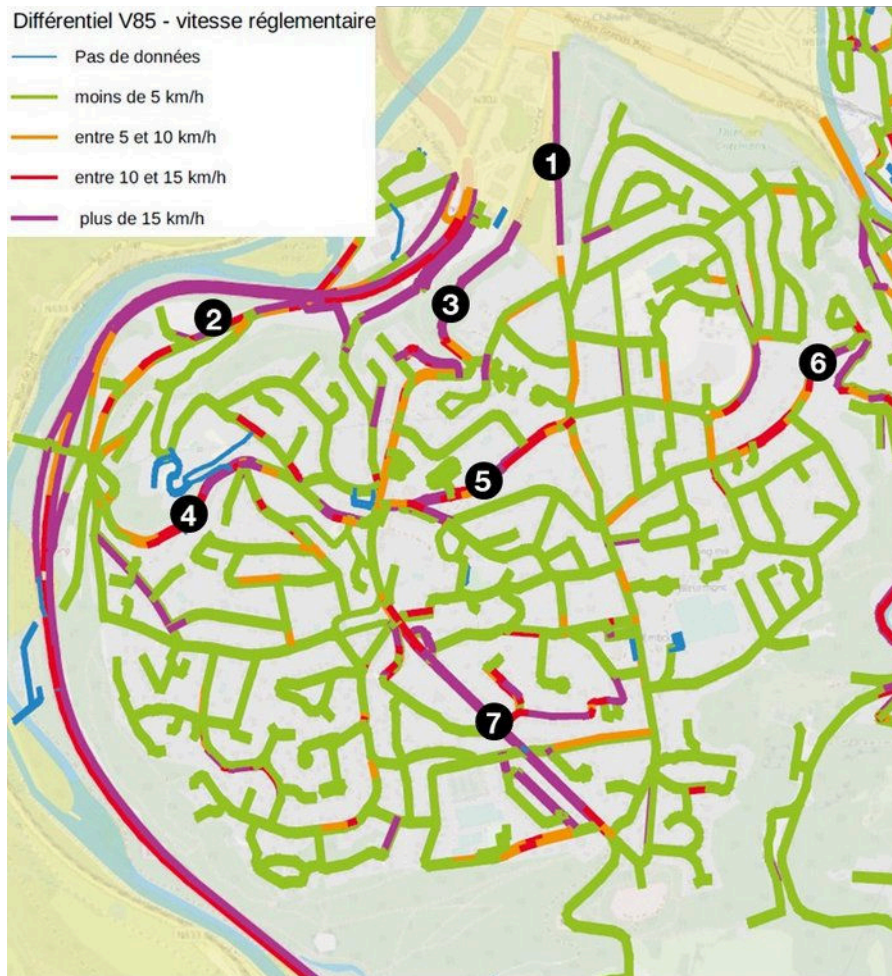 Différentiel V85 - vitesse réglementaire
Pas de données
moins de 5 km/h
entre 5 et 10 km/h
entre 10 et 15 km/h
plus de 15 km/h
1
2
3
4
5
6
7
N633